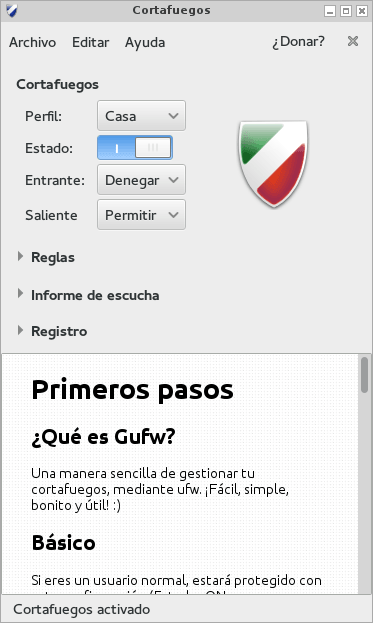 Cortafuegos
Archivo Editar Ayuda ¿Donar?
Cortafuegos
Perfil: Casa
Estado:
Entrante: Denegar
Saliente Permitir
Reglas
Informe de escucha
Registro
Primeros pasos
¿Qué es Gufw?
Una manera sencilla de gestionar tu
cortafuegos, mediante ufw. ¡Fácil, simple,
bonito y útil! :)
Básico
Si eres un usuario normal, estará protegido con
Cortafuegos activado